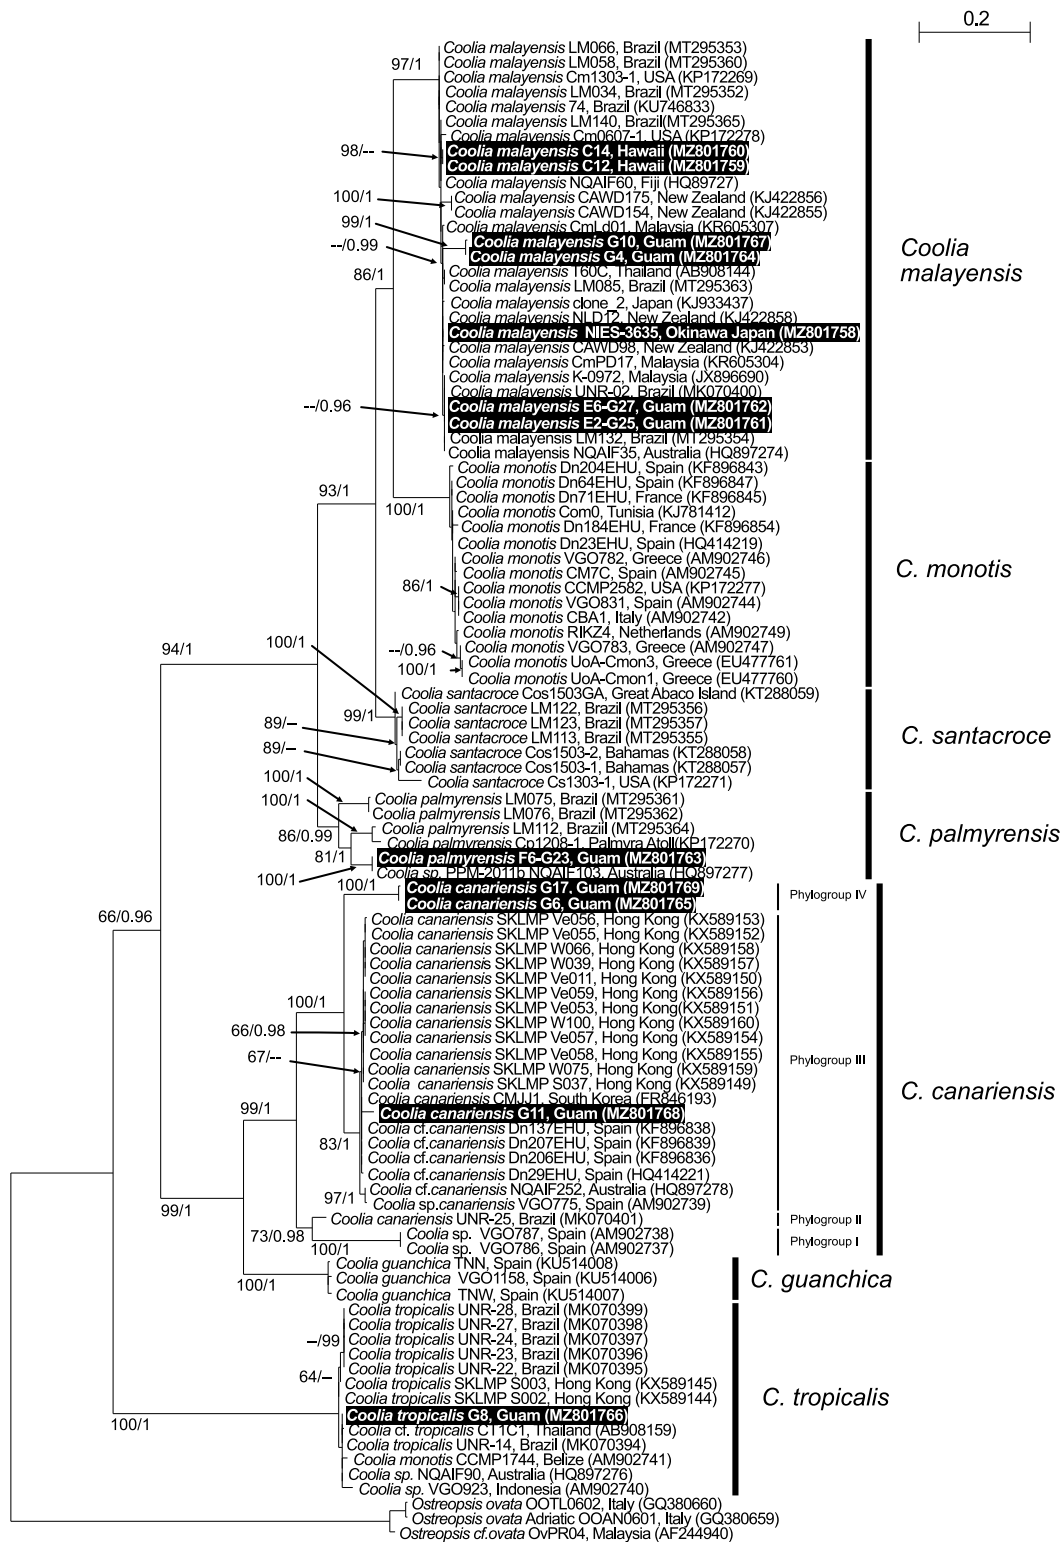 0.2
Coolia malayensis LM066, Brazil (MT295353)
Coolia malayensis LM058, Brazil (MT295360)
97/1
Coolia malayensis Cm1303-1, USA (KP172269)
Coolia malayensis LM034, Brazil (MT295352)
Coolia malayensis 74, Brazil (KU746833)
Coolia malayensis LM140, Brazil(MT295365)
Coolia malayensis Cm0607-1, USA (KP172278)
98/--
Coolia malayensis C14, Hawaii (MZ801760)
Coolia malayensis C12, Hawaii (MZ801759)
Coolia malayensis NQAIF60, Fiji (HQ89727)
100/1
Coolia malayensis CAWD175, New Zealand (KJ422856)
Coolia malayensis CAWD154, New Zealand (KJ422855)
99/1
Coolia malayensis CmLd01, Malaysia (KR605307)
Coolia malayensis G10, Guam (MZ801767)
--/0.99
Coolia malayensis G4, Guam (MZ801764)
Coolia
malayensis
86/1
Coolia malayensis T60C, Thailand (AB908144)
Coolia malayensis LM085, Brazil (MT295363)
Coolia malayensis clone_2, Japan (KJ933437)
Coolia malayensis NLD12, New Zealand (KJ422858)
Coolia malayensis NIES-3635, Okinawa Japan (MZ801758)
Coolia malayensis CAWD98, New Zealand (KJ422853)
Coolia malayensis CmPD17, Malaysia (KR605304)
Coolia malayensis K-0972, Malaysia (JX896690)
Coolia malayensis UNR-02, Brazil (MK070400)
--/0.96
Coolia malayensis E6-G27, Guam (MZ801762)
Coolia malayensis E2-G25, Guam (MZ801761)
Coolia malayensis LM132, Brazil (MT295354)
Coolia malayensis NQAIF35, Australia (HQ897274)
Coolia monotis Dn204EHU, Spain (KF896843)
Coolia monotis Dn64EHU, Spain (KF896847)
93/1
Coolia monotis Dn71EHU, France (KF896845)
100/1
Coolia monotis Com0, Tunisia (KJ781412)
Coolia monotis Dn184EHU, France (KF896854)
Coolia monotis Dn23EHU, Spain (HQ414219)
Coolia monotis VGO782, Greece (AM902746)
Coolia monotis CM7C, Spain (AM902745)
C. monotis
86/1
Coolia monotis CCMP2582, USA (KP172277)
Coolia monotis VGO831, Spain (AM902744)
Coolia monotis CBA1, Italy (AM902742)
Coolia monotis RIKZ4, Netherlands (AM902749)
100/1
94/1
Coolia monotis VGO783, Greece (AM902747)
--/0.96
Coolia monotis UoA-Cmon3, Greece (EU477761)
100/1
Coolia monotis UoA-Cmon1, Greece (EU477760)
Coolia santacroce Cos1503GA, Great Abaco Island (KT288059)
Coolia santacroce LM122, Brazil (MT295356)
99/1
89/--
Coolia santacroce LM123, Brazil (MT295357)
Coolia santacroce LM113, Brazil (MT295355)
C. santacroce
89/--
Coolia santacroce Cos1503-2, Bahamas (KT288058)
Coolia santacroce Cos1503-1, Bahamas (KT288057)
100/1
Coolia santacroce Cs1303-1, USA (KP172271)
100/1
Coolia palmyrensis LM075, Brazil (MT295361)
Coolia palmyrensis LM076, Brazil (MT295362)
86/0.99
Coolia palmyrensis LM112, Brazil (MT295364)
C. palmyrensis
Coolia palmyrensis Cp1208-1, Palmyra Atoll(KP172270)
81/1
Coolia palmyrensis F6-G23, Guam (MZ801763)
Coolia sp. PPM-2011b NQAIF103, Australia (HQ897277)
100/1
100/1
Coolia canariensis G17, Guam (MZ801769)
Phylogroup IV
Coolia canariensis G6, Guam (MZ801765)
66/0.96
Coolia canariensis SKLMP Ve056, Hong Kong (KX589153)
Coolia canariensis SKLMP Ve055, Hong Kong (KX589152)
Coolia canariensis SKLMP W066, Hong Kong (KX589158)
Coolia canariensis SKLMP W039, Hong Kong (KX589157)
Coolia canariensis SKLMP Ve011, Hong Kong (KX589150)
Coolia canariensis SKLMP Ve059, Hong Kong (KX589156)
100/1
Coolia canariensis SKLMP Ve053, Hong Kong(KX589151)
Coolia canariensis SKLMP W100, Hong Kong (KX589160)
66/0.98
Coolia canariensis SKLMP Ve057, Hong Kong (KX589154)
67/--
Coolia canariensis SKLMP Ve058, Hong Kong (KX589155)
Phylogroup III
Coolia canariensis SKLMP W075, Hong Kong (KX589159)
Coolia canariensis SKLMP S037, Hong Kong (KX589149)
C. canariensis
Coolia canariensis CMJJ1, South Korea (FR846193)
Coolia canariensis G11, Guam (MZ801768)
99/1
Coolia cf.canariensis Dn137EHU, Spain (KF896838)
83/1
Coolia cf.canariensis Dn207EHU, Spain (KF896839)
Coolia cf.canariensis Dn206EHU, Spain (KF896836)
Coolia cf.canariensis Dn29EHU, Spain (HQ414221)
Coolia cf.canariensis NQAIF252, Australia (HQ897278)
97/1
Coolia sp.canariensis VGO775, Spain (AM902739)
99/1
Coolia canariensis UNR-25, Brazil (MK070401)
Phylogroup II
73/0.98
Coolia sp. VGO787, Spain (AM902738)
Phylogroup I
100/1
Coolia sp. VGO786, Spain (AM902737)
Coolia guanchica TNN, Spain (KU514008)
100/1
Coolia guanchica VGO1158, Spain (KU514006)
C. guanchica
Coolia guanchica TNW, Spain (KU514007)
Coolia tropicalis UNR-28, Brazil (MK070399)
Coolia tropicalis UNR-27, Brazil (MK070398)
--/99
Coolia tropicalis UNR-24, Brazil (MK070397)
Coolia tropicalis UNR-23, Brazil (MK070396)
64/--
Coolia tropicalis UNR-22, Brazil (MK070395)
Coolia tropicalis SKLMP S003, Hong Kong (KX589145)
C. tropicalis
Coolia tropicalis SKLMP S002, Hong Kong (KX589144)
100/1
Coolia tropicalis G8, Guam (MZ801766)
Coolia cf. tropicalis CT1C1, Thailand (AB908159)
Coolia tropicalis UNR-14, Brazil (MK070394)
Coolia monotis CCMP1744, Belize (AM902741)
Coolia sp. NQAIF90, Australia (HQ897276)
Coolia sp. VGO923, Indonesia (AM902740)
Ostreopsis ovata OOTL0602, Italy (GQ380660)
Ostreopsis ovata Adriatic OOAN0601, Italy (GQ380659)
Ostreopsis cf.ovata OvPR04, Malaysia (AF244940)